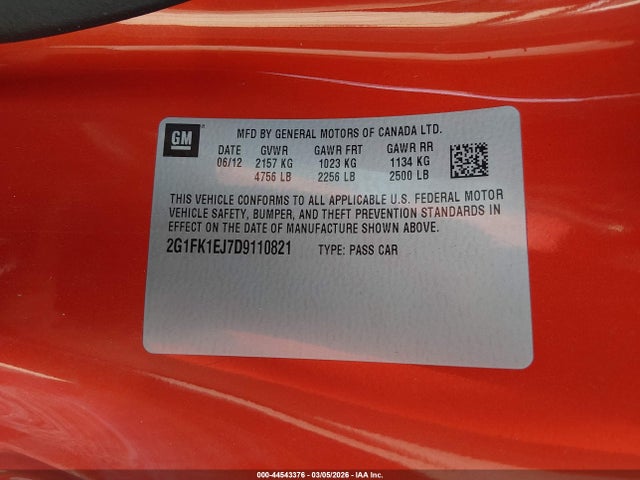 GM
MFD BY GENERAL MOTORS OF CANADA LTD.
DATE GVWR GAWR FRT GAWR RR
06/12 2157 KG 1023 KG 1134 KG
4756 LB 2256 LB 2500 LB
THIS VEHICLE CONFORMS TO ALL APPLICABLE U.S. FEDERAL MOTOR
VEHICLE SAFETY, BUMPER, AND THEFT PREVENTION STANDARDS IN
EFFECT ON THE DATE OF MANUFACTURE SHOWN ABOVE.
2G1FK1EJ7D9110821 TYPE: PASS CAR
000-44543376 - 03/05/2026 - IAA Inc.